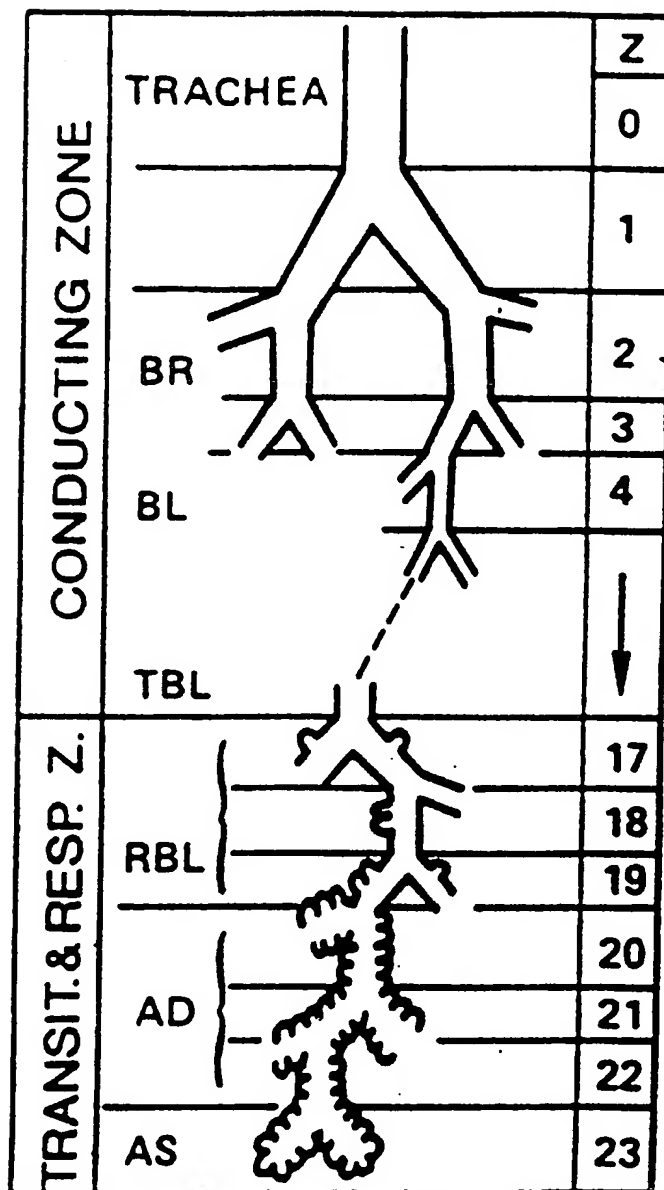 Z
TRACHEA
0
CONDUCTING ZONE
1
BR
2
3
BL
4
TBL
TRANSIT.& RESP. Z.
17
18
RBL
19
20
AD
21
22
AS
23